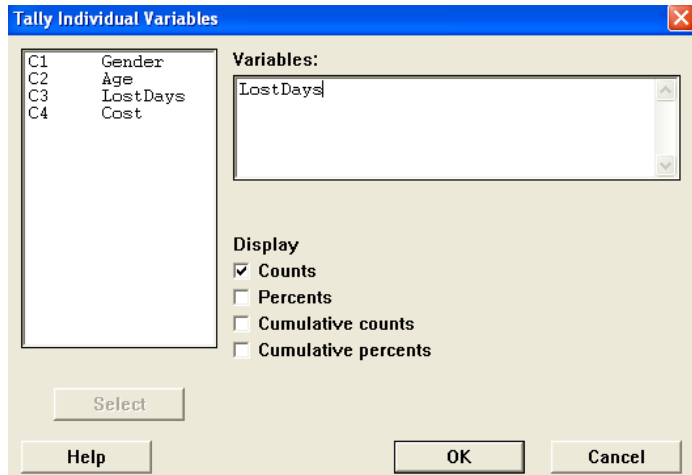 Tally Individual Variables
C1 Gender
C2 Age
C3 LostDays
C4 Cost
Variables:
LostDays
Display
Counts
Percents
Cumulative counts
Cumulative percents
Select
Help
OK
Cancel